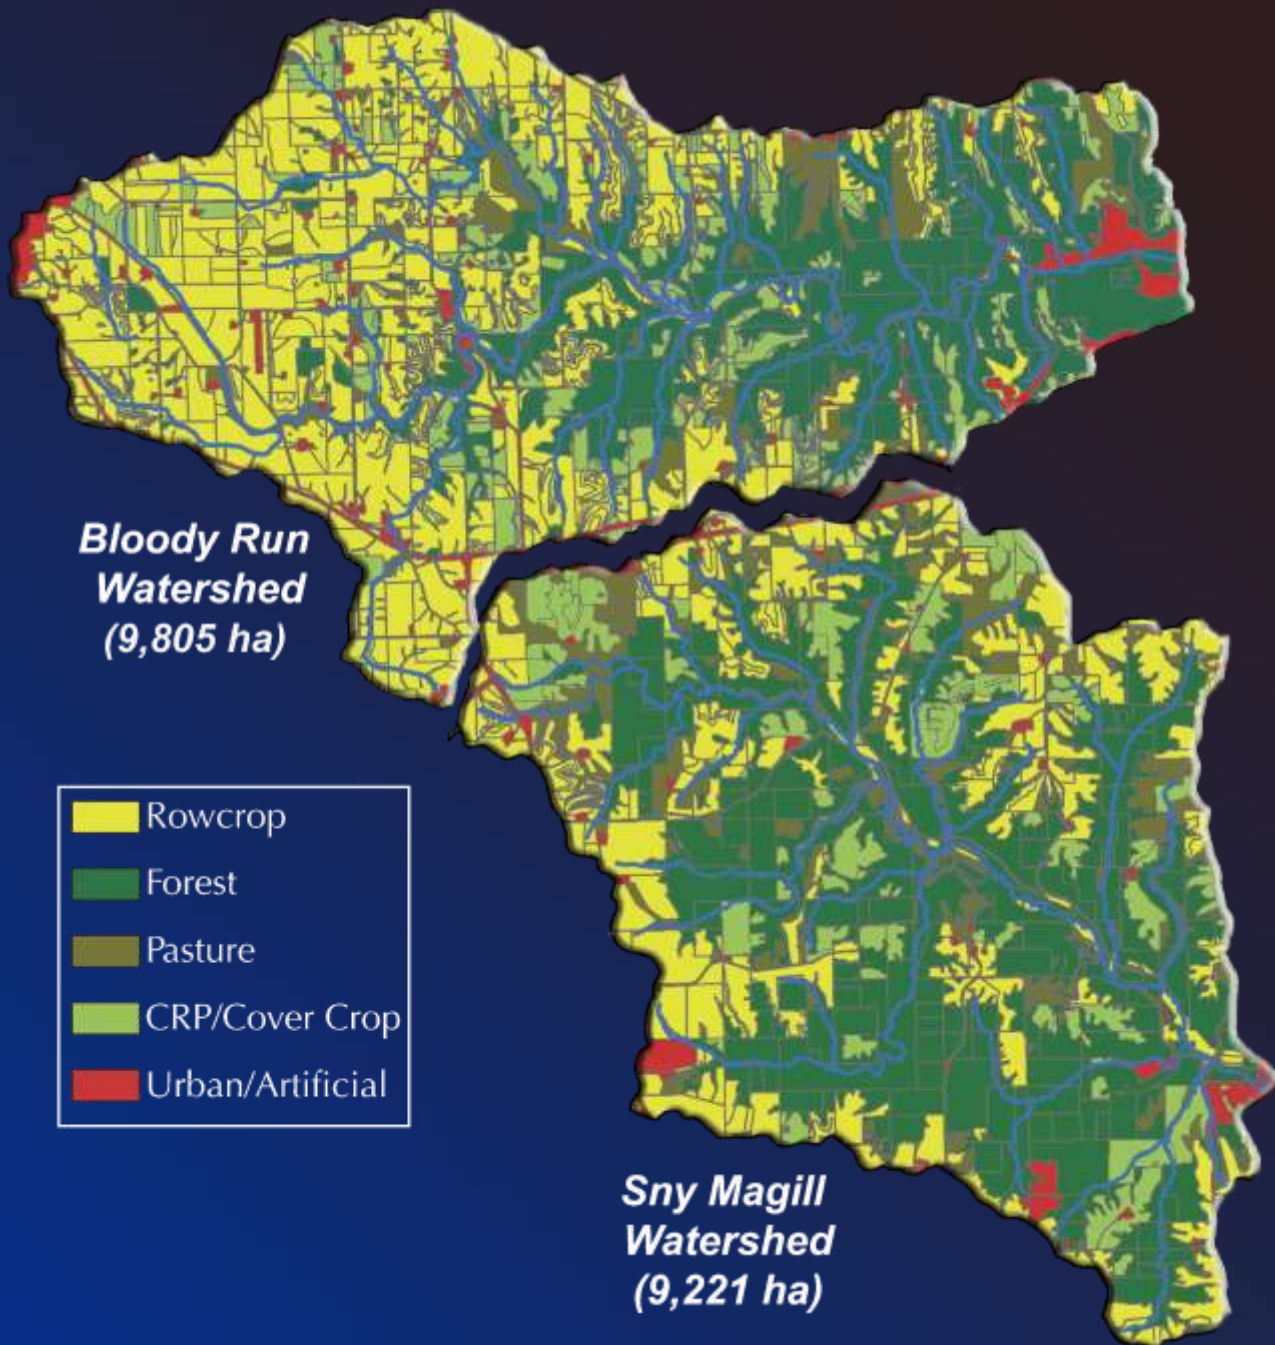 Bloody Run
Watershed
(9,805 ha)
Rowcrop
Forest
Pasture
CRP/Cover Crop
Urban/Artificial
Sny Magill
Watershed
(9,221 ha)